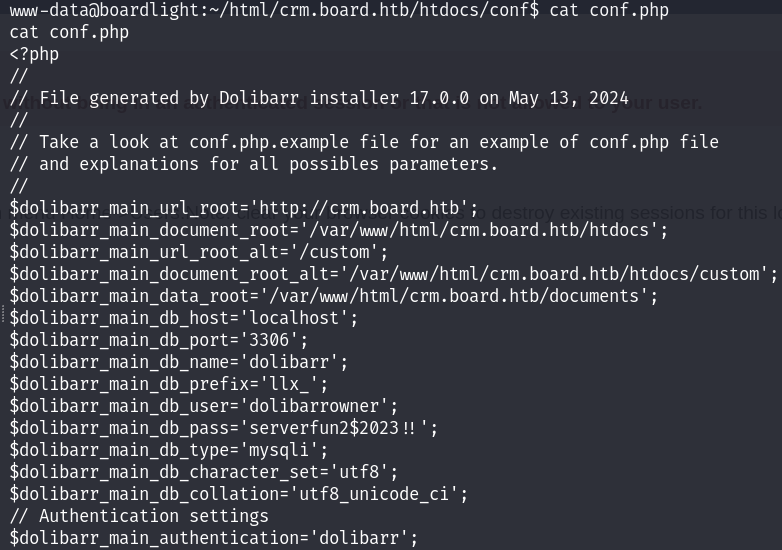 www-data@boardlight:~/html/crm.board.htb/htdocs/conf$ cat conf.php
cat conf.php
<?php
//
// File generated by Dolibarr installer 17.0.0 on May 13, 2024
//
// Take a look at conf.php.example file for an example of conf.php file
// and explanations for all possibles parameters.
//
$dolibarr_main_url_root='http://crm.board.htb';
$dolibarr_main_document_root='/var/www/html/crm.board.htb/htdocs';
$dolibarr_main_url_root_alt='/custom';
$dolibarr_main_document_root_alt='/var/www/html/crm.board.htb/htdocs/custom';
$dolibarr_main_data_root='/var/www/html/crm.board.htb/documents';
$dolibarr_main_db_host='localhost';
$dolibarr_main_db_port='3306';
$dolibarr_main_db_name='dolibarr';
$dolibarr_main_db_prefix='llx_';
$dolibarr_main_db_user='dolibarrowner';
$dolibarr_main_db_pass='serverfun2$2023!!';
$dolibarr_main_db_type='mysqli';
$dolibarr_main_db_character_set='utf8';
$dolibarr_main_db_collation='utf8_unicode_ci';
// Authentication settings
$dolibarr_main_authentication='dolibarr';